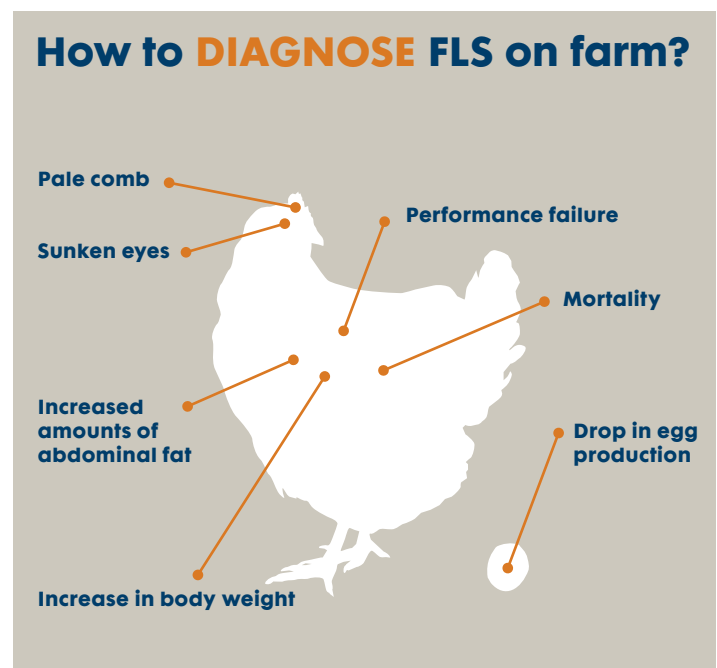 How to DIAGNOSE FLS on farm?
Pale comb
Performance failure
Sunken eyes
Mortality
Increased
amounts of
abdominal fat
Drop in egg
production
Increase in body weight